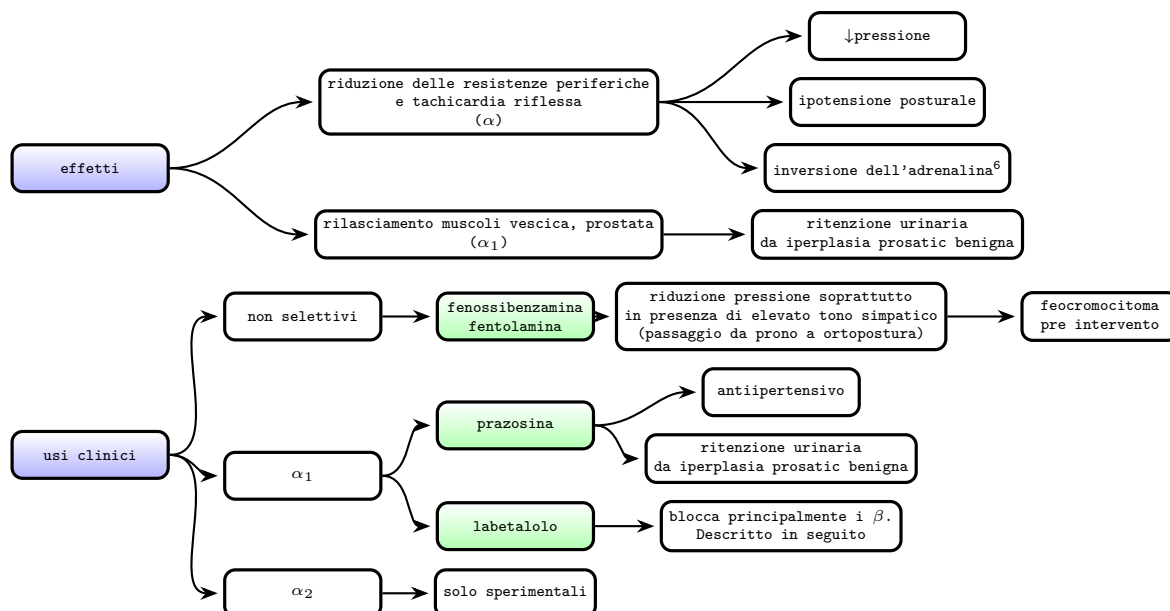 effetti
riduzione delle resistenze periferiche
e tachicardia riflessa
(α)
↓pressione
ipotensione posturale
inversione dell'adrenalina⁶
rilasciamento muscoli vescica, prostata
(α₁)
ritenzione urinaria
da iperplasia prosatic benigna
usi clinici
non selettivi
fenossibenzamina
fentolamina
riduzione pressione soprattutto
in presenza di elevato tono simpatico
(passaggio da prono a ortopostura)
feocromocitoma
pre intervento
α₁
prazosina
antiipertensivo
ritenzione urinaria
da iperplasia prosatic benigna
labetalolo
blocca principalmente i β.
Descritto in seguito
α₂
solo sperimentali